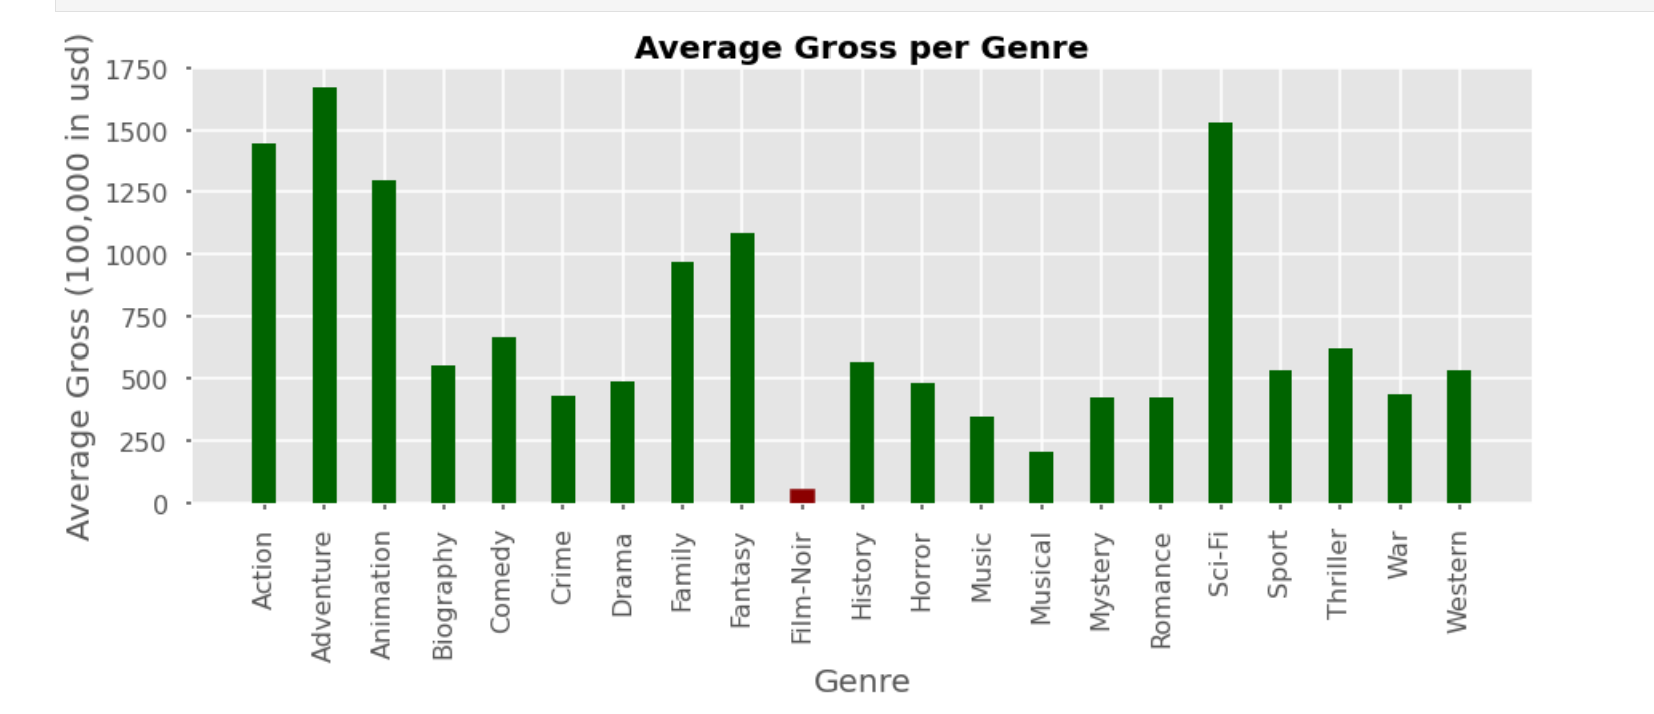 Average Gross per Genre
Average Gross (100,000 in usd)
1750
1500
1250
1000
750
500
250
0
Action
Adventure
Animation
Biography
Comedy
Crime
Drama
Family
Fantasy
Film-Noir
History
Horror
Music
Musical
Mystery
Romance
Sci-Fi
Sport
Thriller
War
Western
Genre